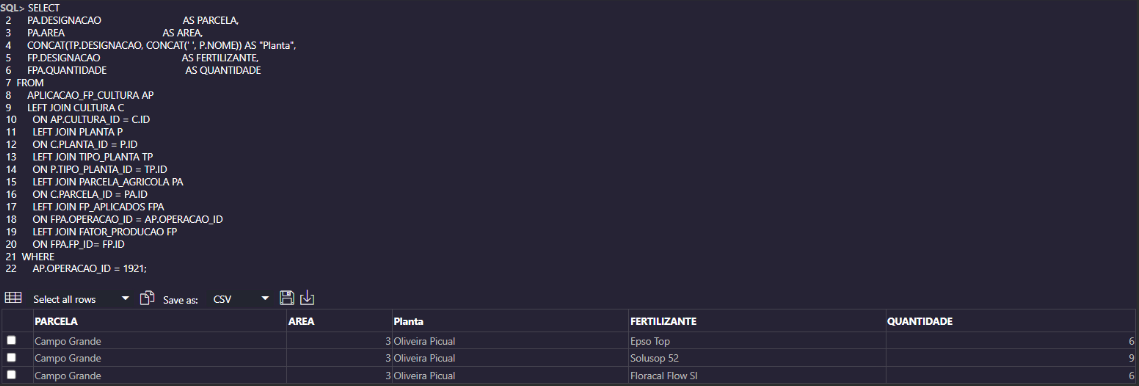 SQL> SELECT
2 PA.DESIGNACAO AS PARCELA,
3 PA.AREA AS AREA,
4 CONCAT(TP.DESIGNACAO, CONCAT(' ', P.NOME)) AS "Planta",
5 FP.DESIGNACAO AS FERTILIZANTE,
6 FPA.QUANTIDADE AS QUANTIDADE
7 FROM
8 APLICACAO_FP_CULTURA AP
9 LEFT JOIN CULTURA C
10 ON AP.CULTURA_ID = C.ID
11 LEFT JOIN PLANTA P
12 ON C.PLANTA_ID = P.ID
13 LEFT JOIN TIPO_PLANTA TP
14 ON P.TIPO_PLANTA_ID = TP.ID
15 LEFT JOIN PARCELA_AGRICOLA PA
16 ON C.PARCELA_ID = PA.ID
17 LEFT JOIN FP_APLICADOS FPA
18 ON FPA.OPERACAO_ID = AP.OPERACAO_ID
19 LEFT JOIN FATOR_PRODUCAO FP
20 ON FPA.FP_ID= FP.ID
21 WHERE
22 AP.OPERACAO_ID = 1921;
Select all rows Save as: CSV
PARCELA AREA Planta FERTILIZANTE QUANTIDADE
Campo Grande 3 Oliveira Picual Epso Top 6
Campo Grande 3 Oliveira Picual Solusop 52 9
Campo Grande 3 Oliveira Picual Floracal Flow SI 6